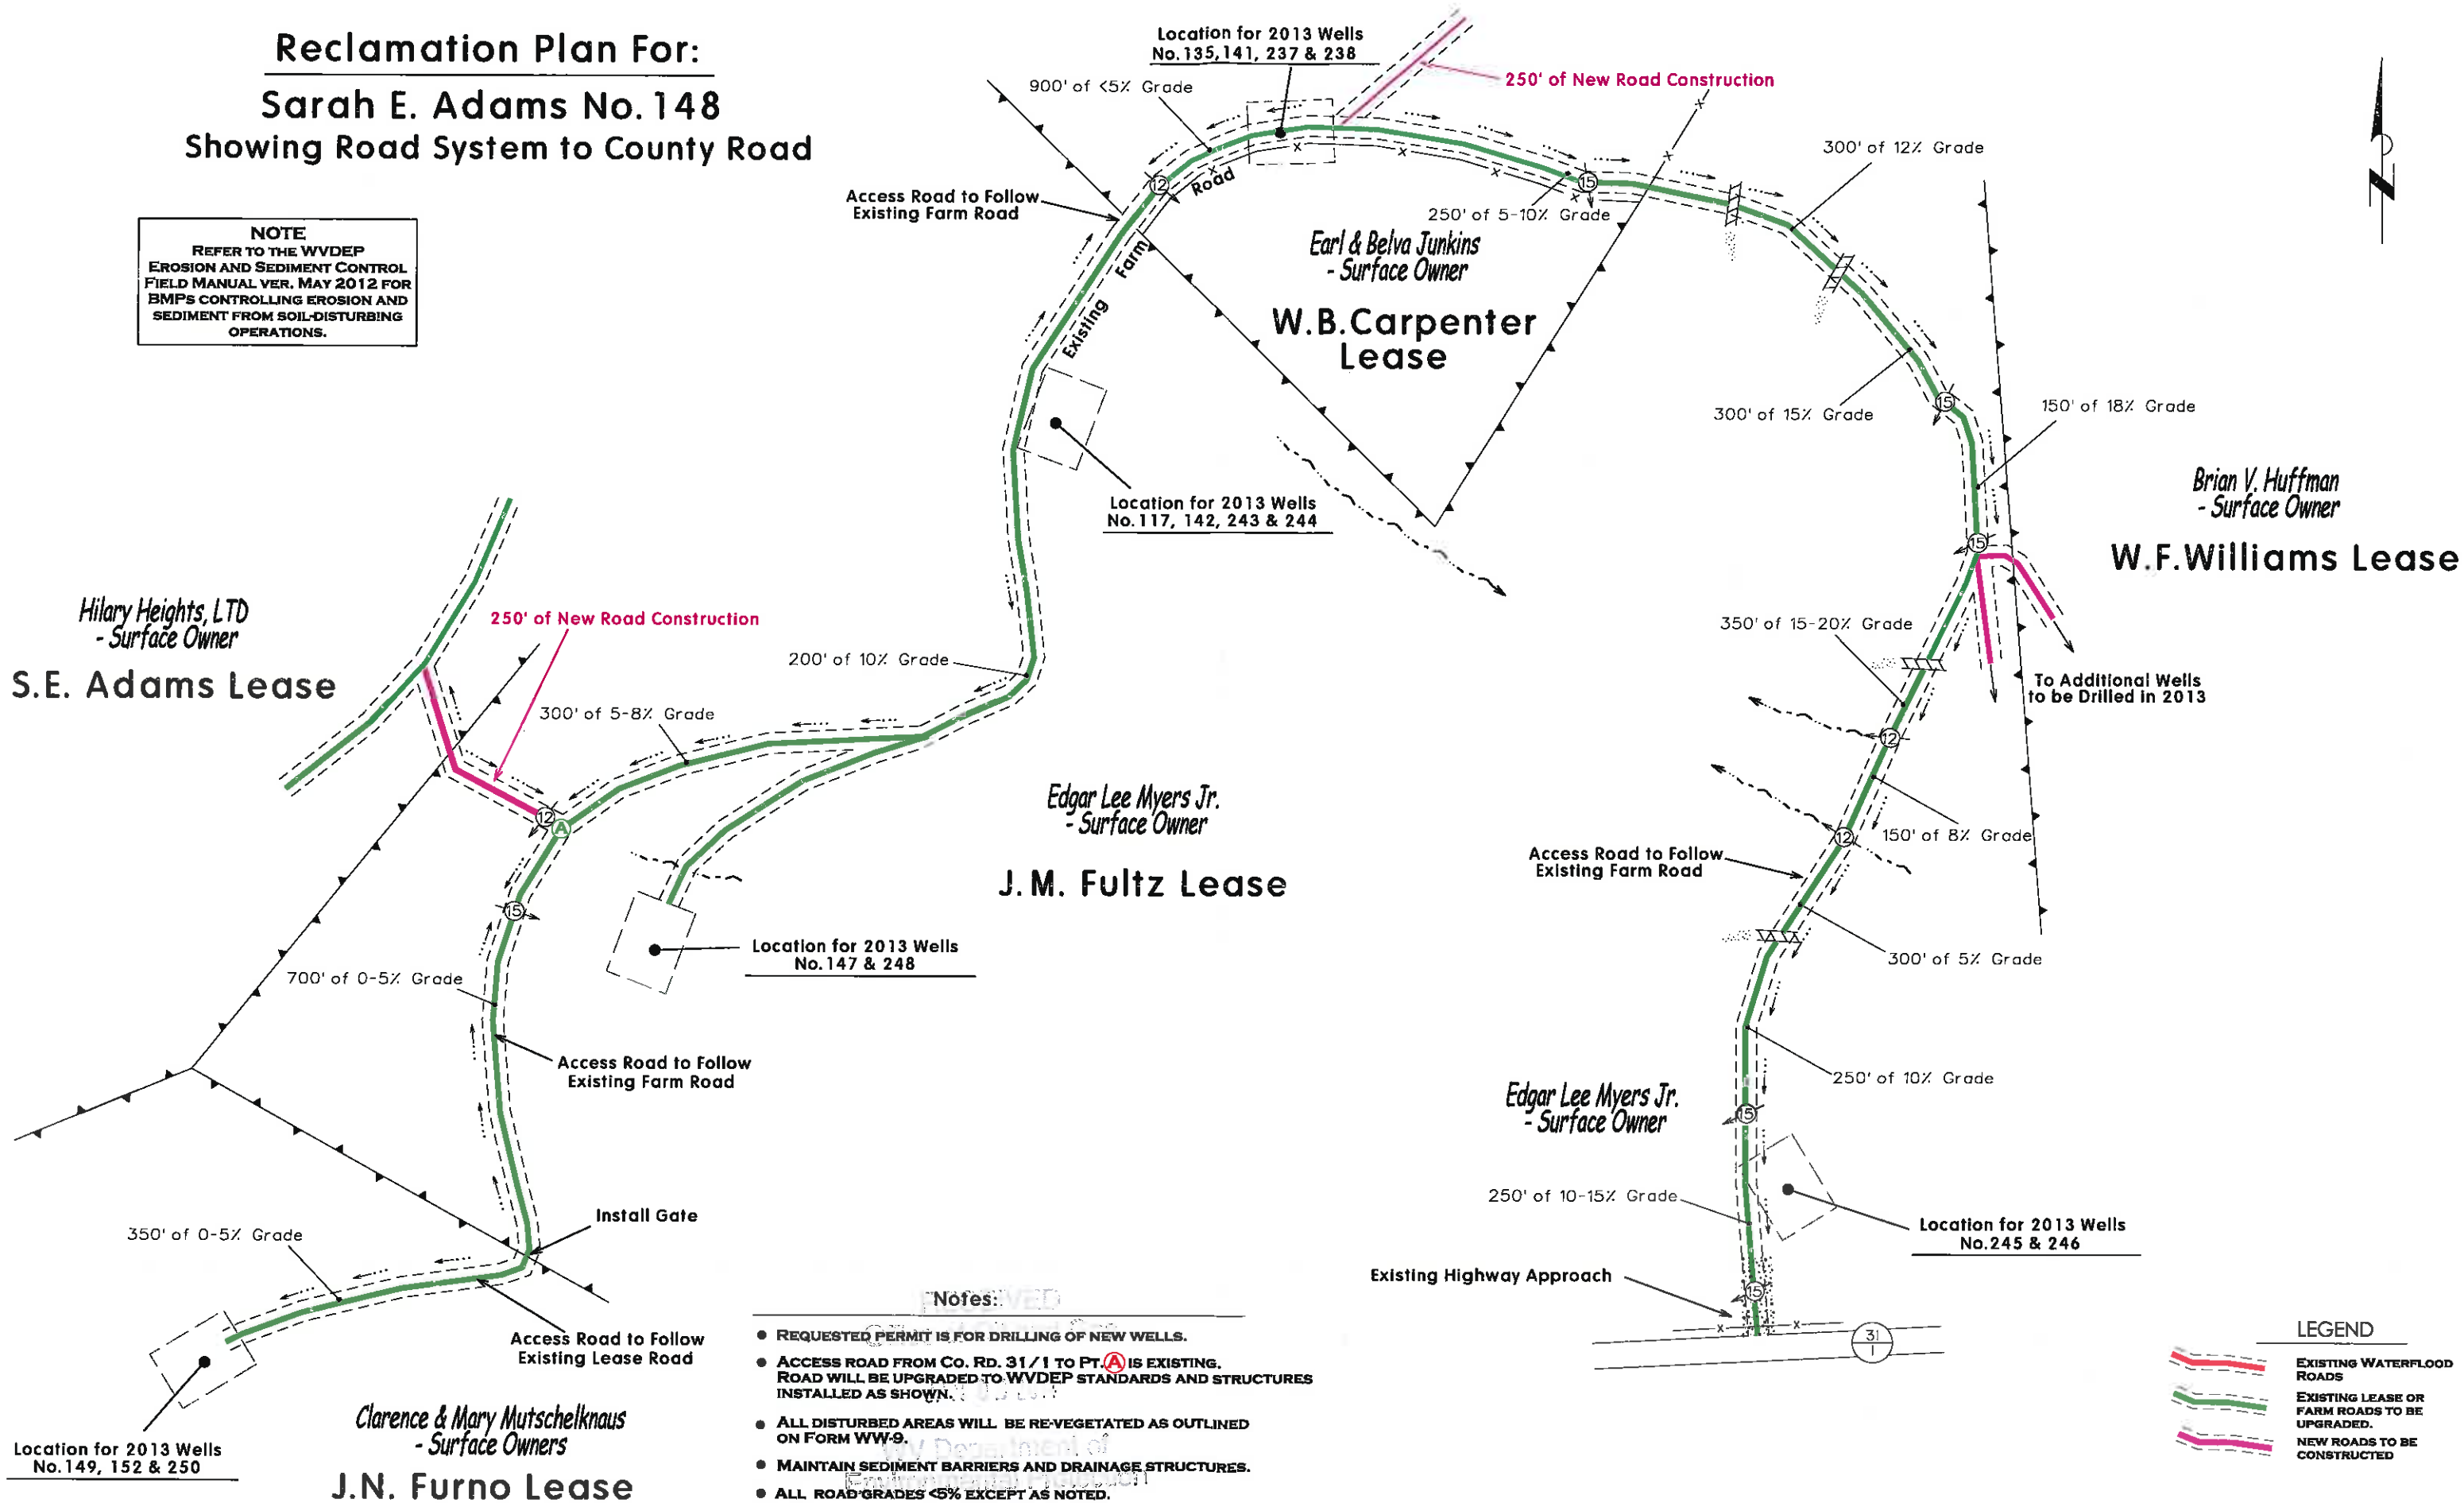 Reclamation Plan For:
Sarah E. Adams No. 148
Showing Road System to County Road
NOTE
REFER TO THE WVDEP
EROSION AND SEDIMENT CONTROL
FIELD MANUAL VER. MAY 2012 FOR
BMPS CONTROLLING EROSION AND
SEDIMENT FROM SOIL-DISTURBING
OPERATIONS.
Location for 2013 Wells
No. 135, 141, 237 & 238
900' of <5% Grade
250' of New Road Construction
300' of 12% Grade
Access Road to Follow
Existing Farm Road
12
Road
Farm
Existing
15
250' of 5-10% Grade
Earl & Belva Junkins
- Surface Owner
W.B.Carpenter
Lease
300' of 15% Grade
15
150' of 18% Grade
Brian V. Huffman
- Surface Owner
W.F.Williams Lease
15
Location for 2013 Wells
No. 117, 142, 243 & 244
Hilary Heights, LTD
- Surface Owner
S.E. Adams Lease
250' of New Road Construction
200' of 10% Grade
300' of 5-8% Grade
12
A
15
350' of 15-20% Grade
To Additional Wells
to be Drilled in 2013
12
150' of 8% Grade
12
Access Road to Follow
Existing Farm Road
300' of 5% Grade
Edgar Lee Myers Jr.
- Surface Owner
J.M. Fultz Lease
Location for 2013 Wells
No. 147 & 248
700' of 0-5% Grade
Access Road to Follow
Existing Farm Road
250' of 10% Grade
Edgar Lee Myers Jr.
- Surface Owner
15
250' of 10-15% Grade
Location for 2013 Wells
No. 245 & 246
Install Gate
350' of 0-5% Grade
Existing Highway Approach
15
31
1
Access Road to Follow
Existing Lease Road
Location for 2013 Wells
No. 149, 152 & 250
Clarence & Mary Mutschelknaus
- Surface Owners
J.N. Furno Lease
Notes:
• REQUESTED PERMIT IS FOR DRILLING OF NEW WELLS.
• ACCESS ROAD FROM CO. RD. 31/1 TO PT. A IS EXISTING.
ROAD WILL BE UPGRADED TO WVDEP STANDARDS AND STRUCTURES
INSTALLED AS SHOWN.
• ALL DISTURBED AREAS WILL BE RE-VEGETATED AS OUTLINED
ON FORM WW-9.
• MAINTAIN SEDIMENT BARRIERS AND DRAINAGE STRUCTURES.
• ALL ROAD GRADES <5% EXCEPT AS NOTED.
WV Department of
LEGEND
EXISTING WATERFLOOD
ROADS
EXISTING LEASE OR
FARM ROADS TO BE
UPGRADED.
NEW ROADS TO BE
CONSTRUCTED